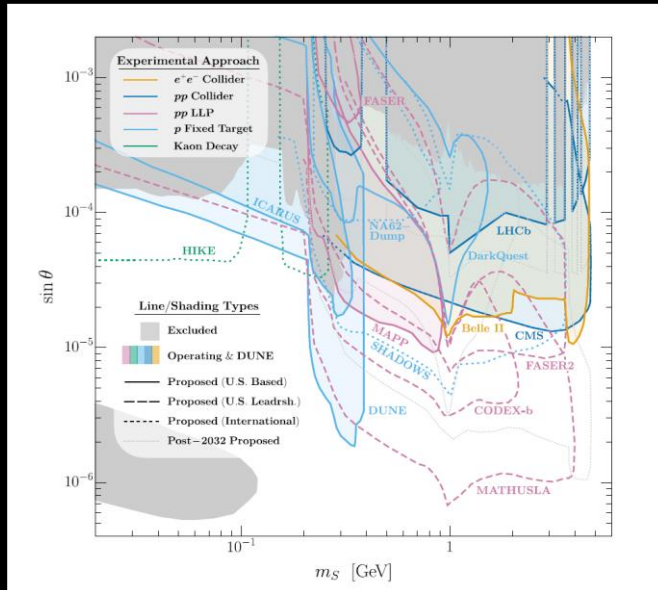 Experimental Approach
e⁺e⁻ Collider
pp Collider
pp LLP
p Fixed Target
Kaon Decay
FASER
ICARUS
NA62−
Dump
LHCb
DarkQuest
HIKE
Line/Shading Types
Excluded
Operating & DUNE
Proposed (U.S. Based)
Proposed (U.S. Leadrsh.)
Proposed (International)
Post−2032 Proposed
MAPP
Belle II
CMS
SHADOWS
FASER2
DUNE
CODEX-b
MATHUSLA
10⁻³
10⁻⁴
10⁻⁵
10⁻⁶
sin θ
10⁻¹
1
m_S [GeV]